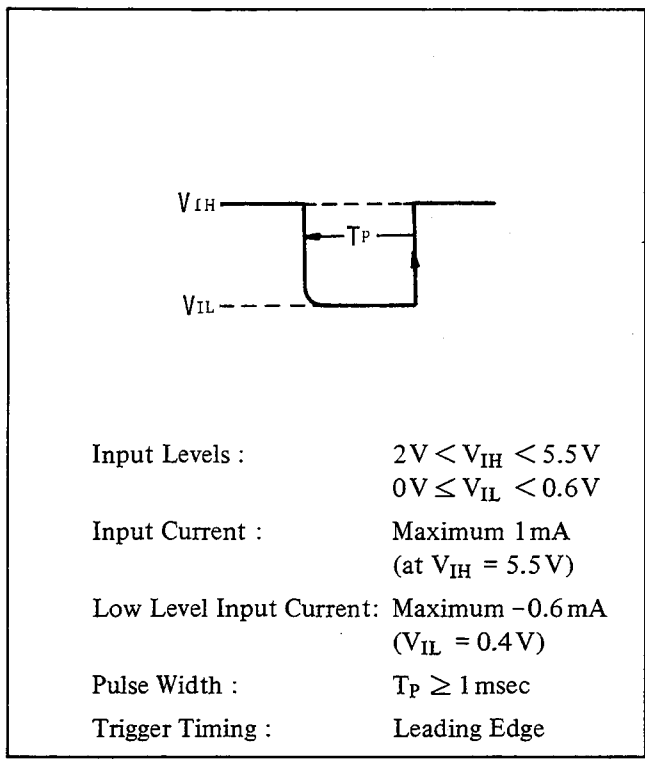 VIH
TP
VIL
Input Levels : 2V < VIH < 5.5V
0V ≤ VIL < 0.6V
Input Current : Maximum 1mA
(at VIH = 5.5V)
Low Level Input Current: Maximum -0.6mA
(VIL = 0.4V)
Pulse Width : TP ≥ 1msec
Trigger Timing : Leading Edge